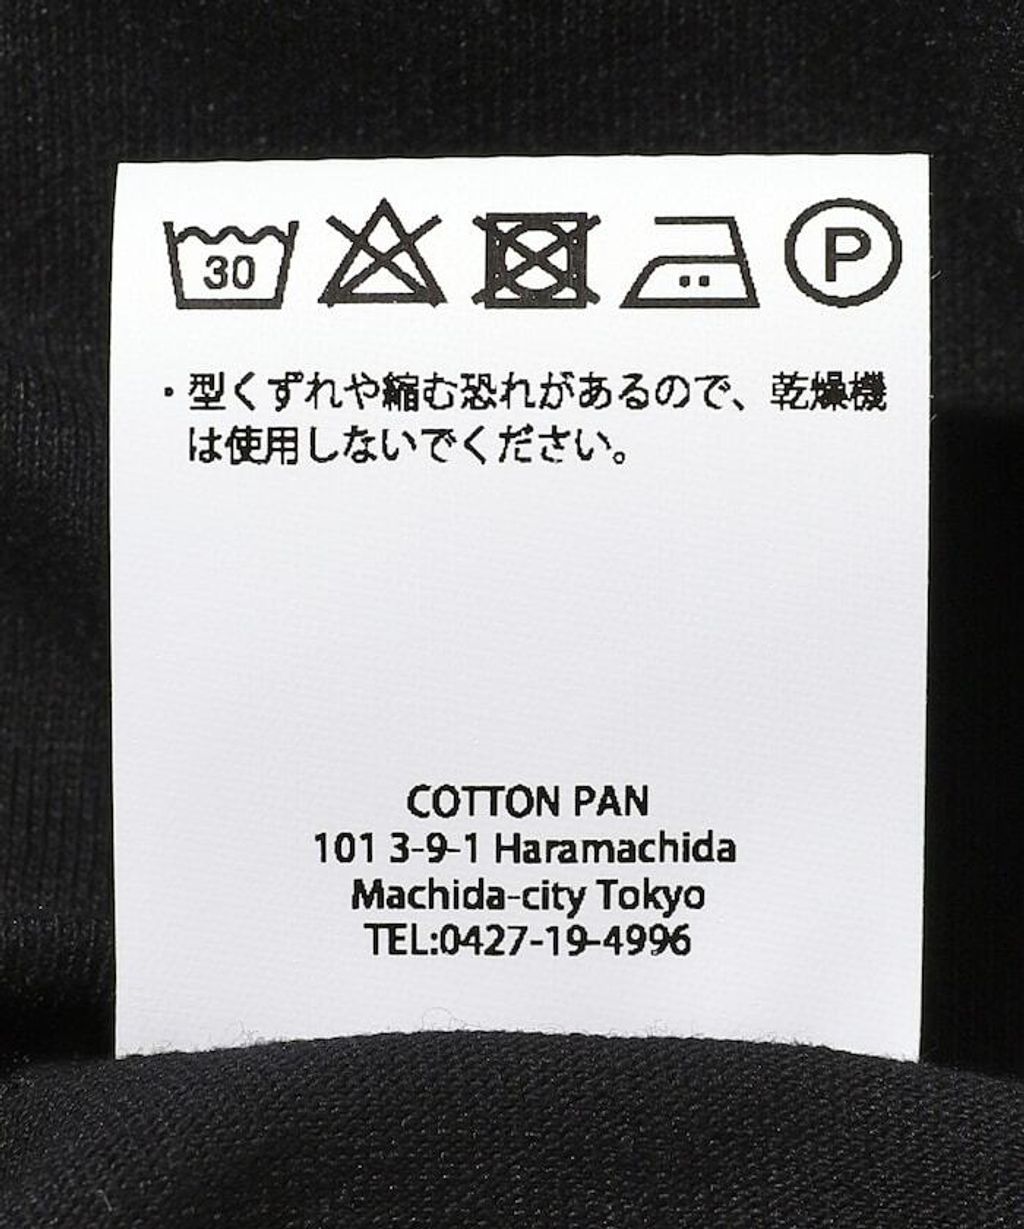 30
P
・型くずれや縮む恐れがあるので、乾燥機
は使用しないでください。
COTTON PAN
101 3-9-1 Haramachida
Machida-city Tokyo
TEL:0427-19-4996